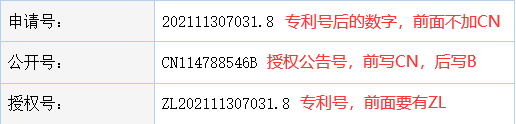 申请号： 202111307031.8 专利号后的数字，前面不加CN
公开号： CN114788546B 授权公告号，前写CN，后写B
授权号： ZL202111307031.8 专利号，前面要有ZL